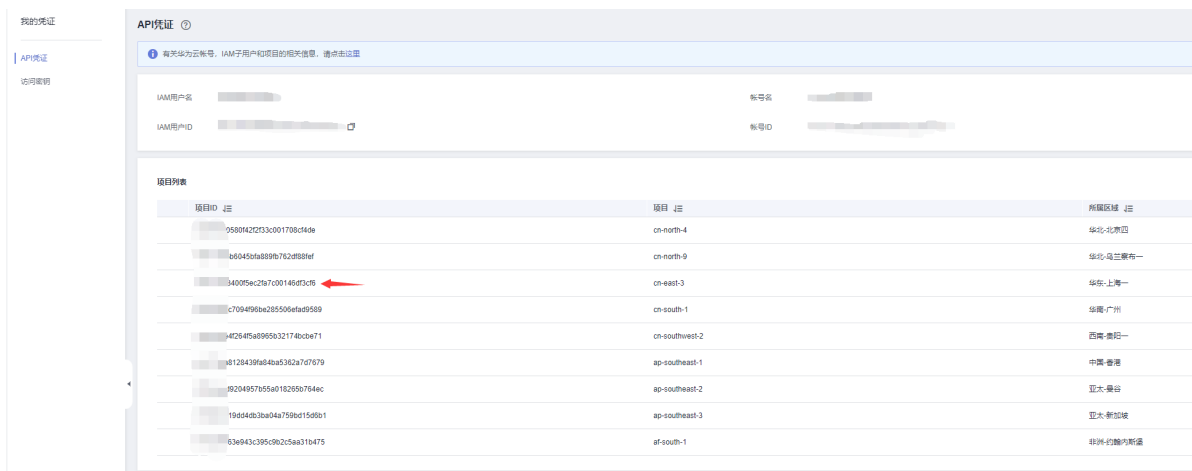 我的凭证
API凭证
访问密钥
API凭证
有关华为云帐号，IAM子用户和项目的相关信息，请点击这里
IAM用户名 帐号名
IAM用户ID 帐号ID
项目列表
项目ID 项目 所属区域
0580f42f2f33c001708cf4de cn-north-4 华北-北京四
b6045bfa889fb762df88fef cn-north-9 华北-乌兰察布一
400f5ec2fa7c00146df3cf6 cn-east-3 华东-上海一
c7094f96be285506efad9589 cn-south-1 华南-广州
4f264f5a8965b32174bcbe71 cn-southwest-2 西南-贵阳一
8128439fa84ba5362a7d7679 ap-southeast-1 中国-香港
9204957b55a018265b764ec ap-southeast-2 亚太-曼谷
19dd4db3ba04a759bd15d6b1 ap-southeast-3 亚太-新加坡
63e943c395c9b2c5aa31b475 af-south-1 非洲-约翰内斯堡